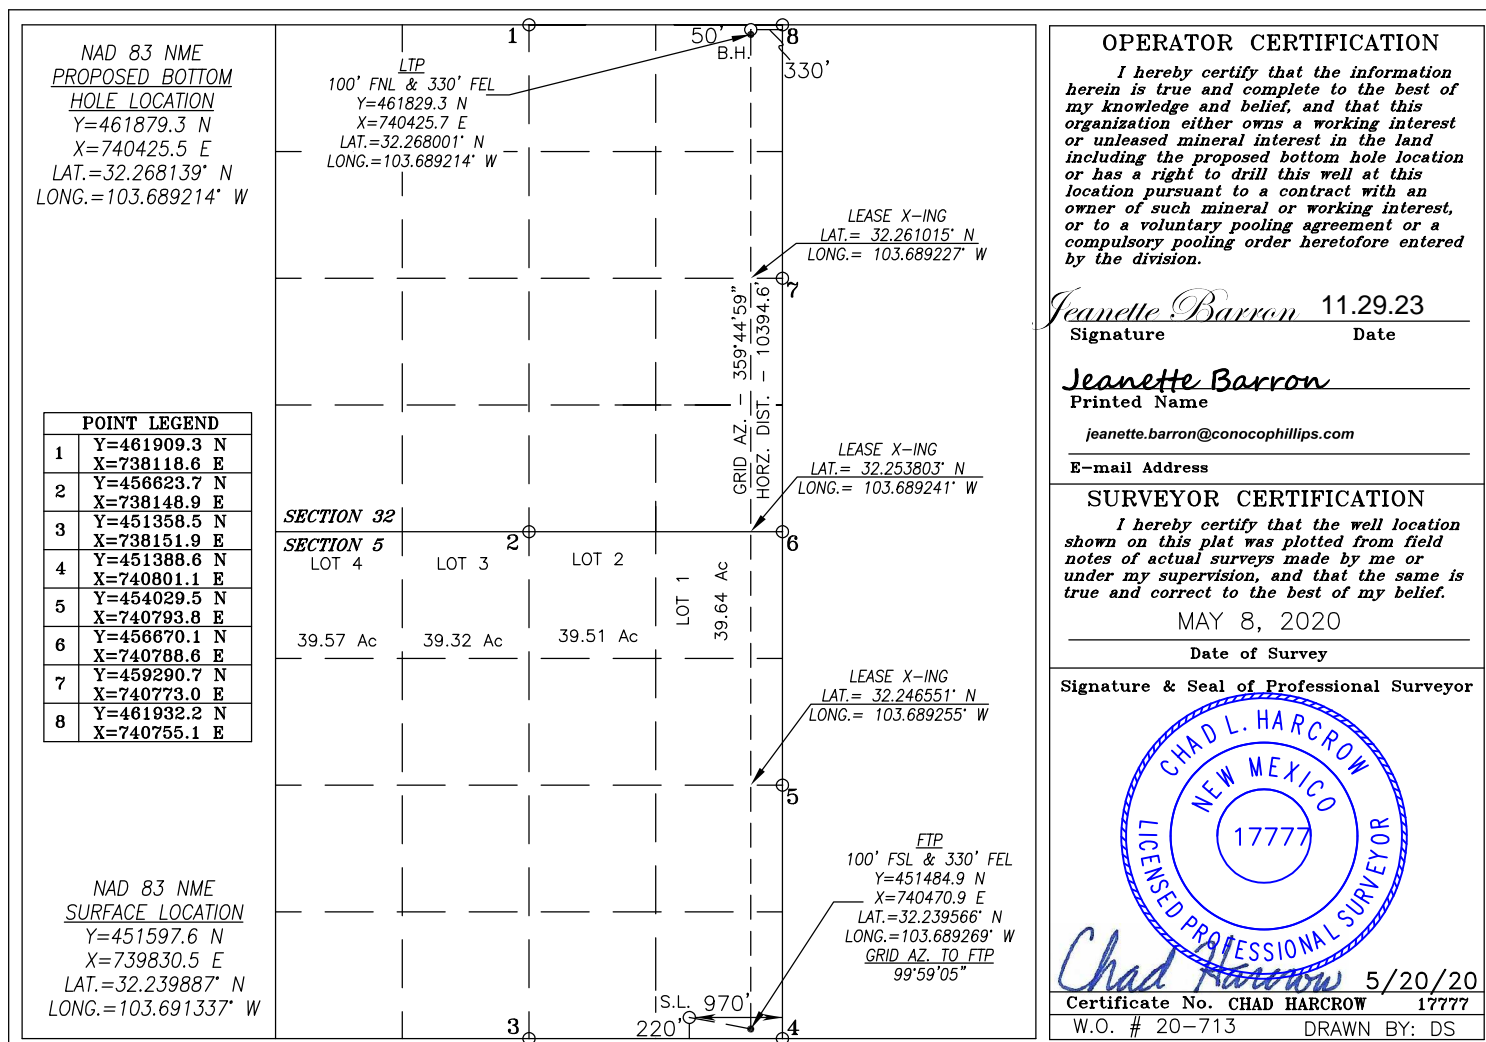 NAD 83 NME
PROPOSED BOTTOM
HOLE LOCATION
Y=461879.3 N
X=740425.5 E
LAT.=32.268139° N
LONG.=103.689214° W
POINT LEGEND
1 Y=461909.3 N
X=738118.6 E
2 Y=456623.7 N
X=738148.9 E
3 Y=451358.5 N
X=738151.9 E
4 Y=451388.6 N
X=740801.1 E
5 Y=454029.5 N
X=740793.8 E
6 Y=456670.1 N
X=740788.6 E
7 Y=459290.7 N
X=740773.0 E
8 Y=461932.2 N
X=740755.1 E
NAD 83 NME
SURFACE LOCATION
Y=451597.6 N
X=739830.5 E
LAT.=32.239887° N
LONG.=103.691337° W
1
50'
8
B.H.
330'
LTP
100' FNL & 330' FEL
Y=461829.3 N
X=740425.7 E
LAT.=32.268001° N
LONG.=103.689214° W
LEASE X-ING
LAT.= 32.261015° N
LONG.= 103.689227° W
7
GRID AZ. - 359°44'59"
HORZ. DIST. - 10394.6'
LEASE X-ING
LAT.= 32.253803° N
LONG.= 103.689241° W
SECTION 32
SECTION 5
2
6
LOT 4
LOT 3
LOT 2
LOT 1
39.64 Ac
39.57 Ac
39.32 Ac
39.51 Ac
LEASE X-ING
LAT.= 32.246551° N
LONG.= 103.689255° W
5
FTP
100' FSL & 330' FEL
Y=451484.9 N
X=740470.9 E
LAT.=32.239566° N
LONG.=103.689269° W
GRID AZ. TO FTP
99°59'05"
S.L. 970'
220'
3
4
OPERATOR CERTIFICATION
I hereby certify that the information
herein is true and complete to the best of
my knowledge and belief, and that this
organization either owns a working interest
or unleased mineral interest in the land
including the proposed bottom hole location
or has a right to drill this well at this
location pursuant to a contract with an
owner of such mineral or working interest,
or to a voluntary pooling agreement or a
compulsory pooling order heretofore entered
by the division.
Jeanette Barron 11.29.23
Signature Date
Jeanette Barron
Printed Name
jeanette.barron@conocophillips.com
E-mail Address
SURVEYOR CERTIFICATION
I hereby certify that the well location
shown on this plat was plotted from field
notes of actual surveys made by me or
under my supervision, and that the same is
true and correct to the best of my belief.
MAY 8, 2020
Date of Survey
Signature & Seal of Professional Surveyor
CHAD L. HARCROW
NEW MEXICO
17777
LICENSED PROFESSIONAL SURVEYOR
Chad Harcrow 5/20/20
Certificate No. CHAD HARCROW 17777
W.O. # 20-713 DRAWN BY: DS